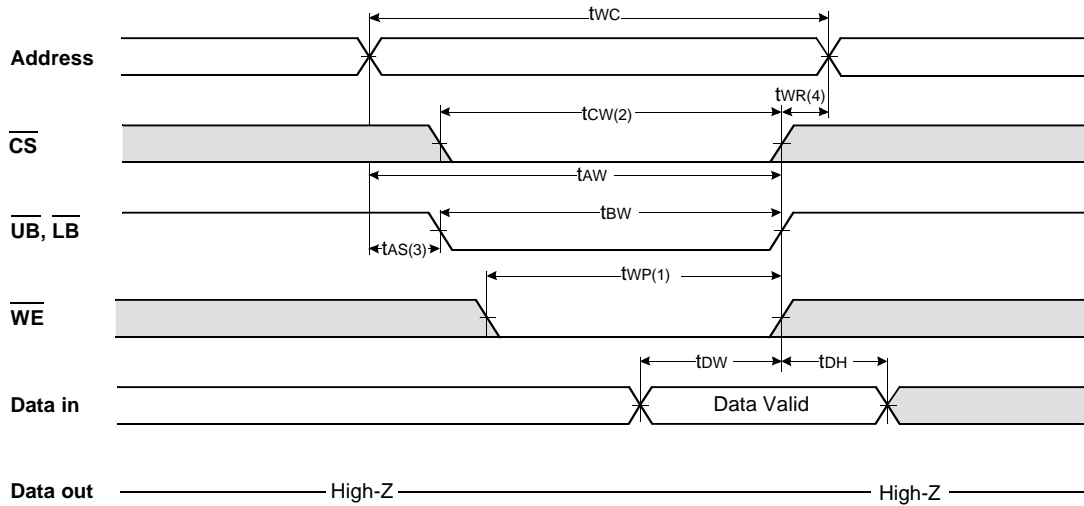 tWC
Address
tWR(4)
tCW(2)
CS
tAW
tBW
UB, LB
tAS(3)
tWP(1)
WE
tDW
tDH
Data in
Data Valid
Data out
High-Z
High-Z